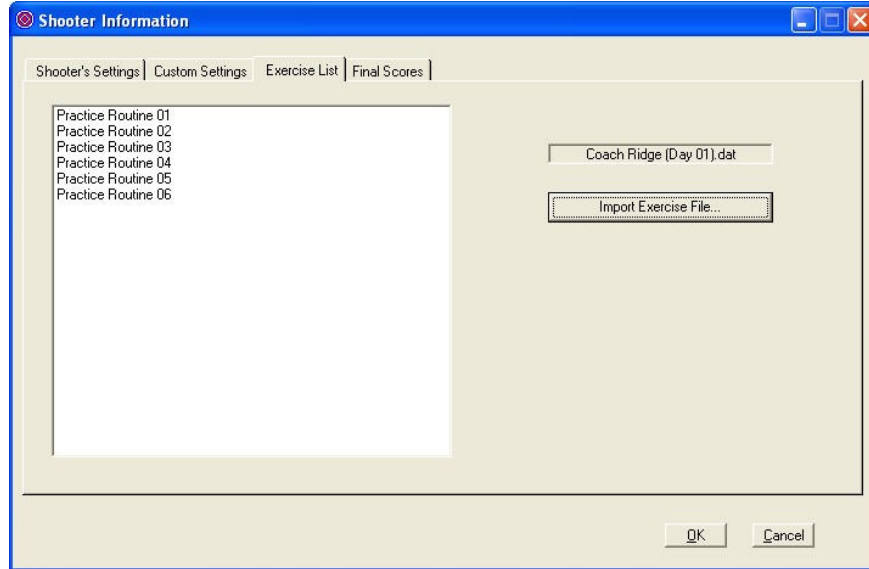 Shooter Information
Shooter's Settings Custom Settings Exercise List Final Scores
Practice Routine 01
Practice Routine 02
Practice Routine 03
Practice Routine 04
Practice Routine 05
Practice Routine 06
Coach Ridge (Day 01).dat
Import Exercise File...
OK Cancel